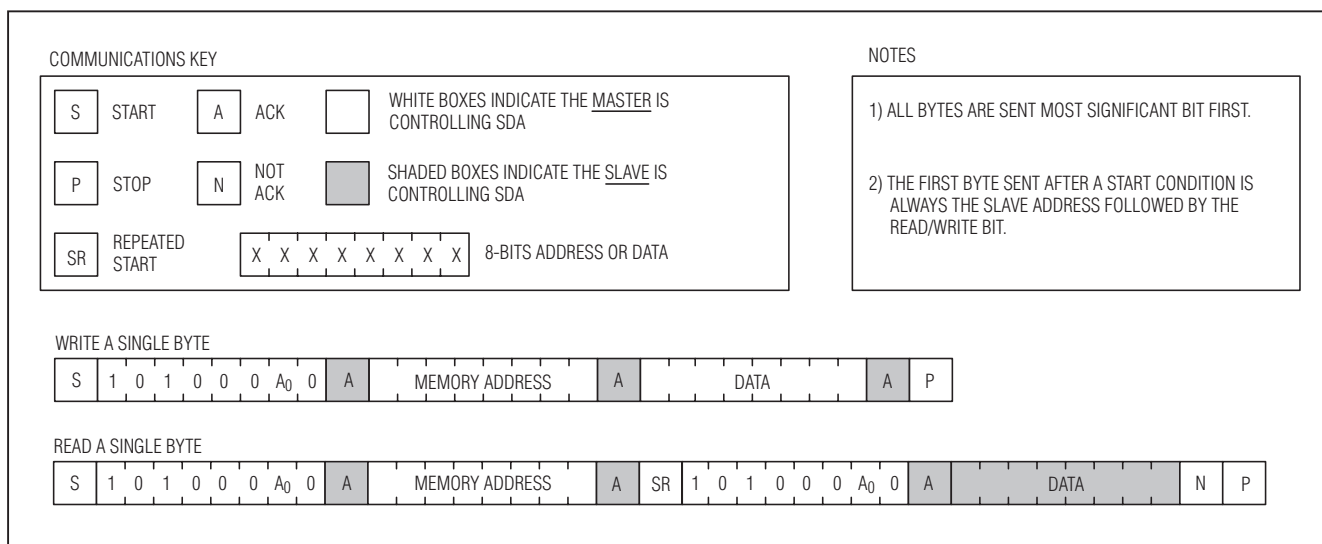 COMMUNICATIONS KEY
S START A ACK WHITE BOXES INDICATE THE MASTER IS
CONTROLLING SDA
P STOP N NOT
ACK SHADED BOXES INDICATE THE SLAVE IS
CONTROLLING SDA
SR REPEATED
START X X X X X X X X 8-BITS ADDRESS OR DATA
NOTES
1) ALL BYTES ARE SENT MOST SIGNIFICANT BIT FIRST.
2) THE FIRST BYTE SENT AFTER A START CONDITION IS
ALWAYS THE SLAVE ADDRESS FOLLOWED BY THE
READ/WRITE BIT.
WRITE A SINGLE BYTE
S 1 0 1 0 0 0 A0 0 A MEMORY ADDRESS A DATA A P
READ A SINGLE BYTE
S 1 0 1 0 0 0 A0 0 A MEMORY ADDRESS A SR 1 0 1 0 0 0 A0 0 A DATA N P